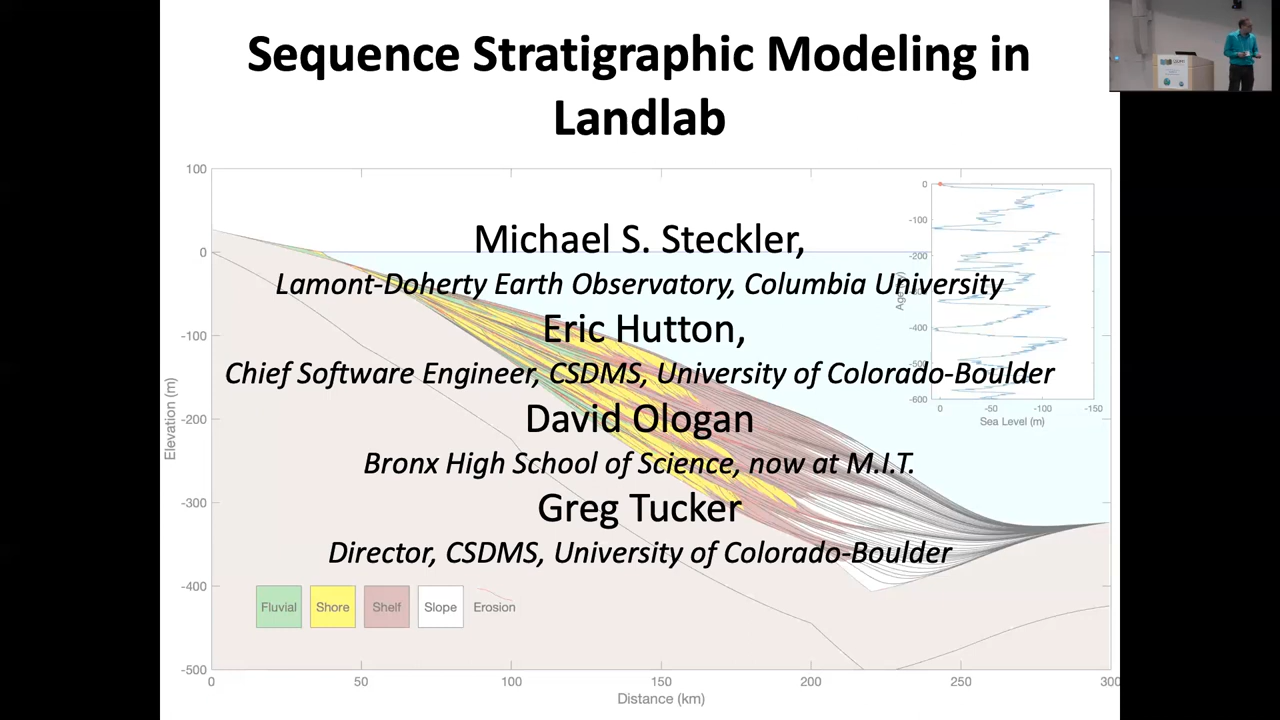 Sequence Stratigraphic Modeling in
Landlab
Michael S. Steckler,
Lamont-Doherty Earth Observatory, Columbia University
Eric Hutton,
Chief Software Engineer, CSDMS, University of Colorado-Boulder
David Ologan
Bronx High School of Science, now at M.I.T.
Greg Tucker
Director, CSDMS, University of Colorado-Boulder
100
0
-100
-200
-300
-400
-500
Elevation (m)
0
-100
-200
-300
-400
-500
-600
0 -50 -100 -150
Sea Level (m)
Fluvial Shore Shelf Slope Erosion
0 50 100 150 200 250 300
Distance (km)